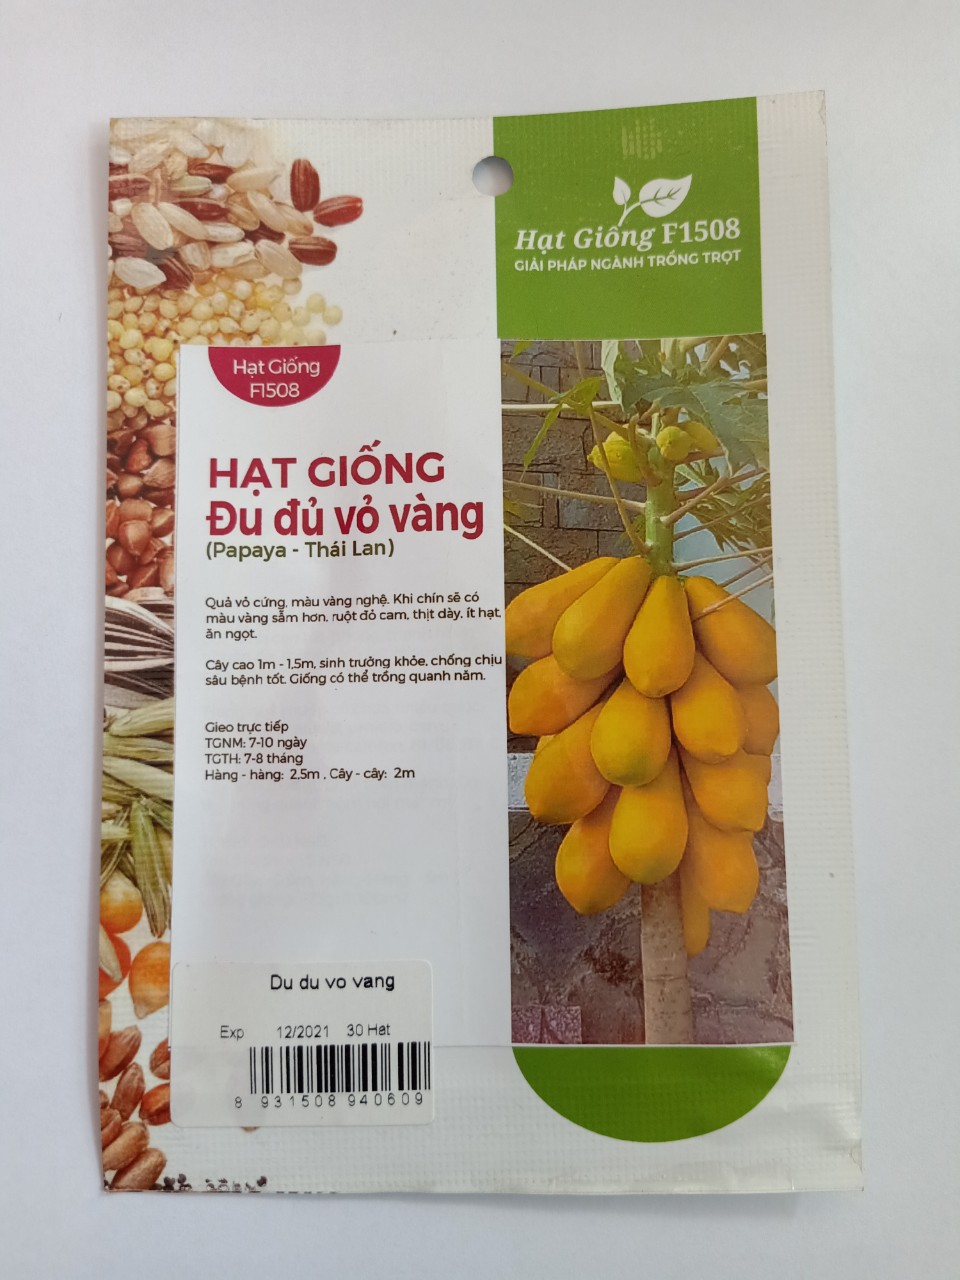 Hạt Giống F1508
GIẢI PHÁP NGÀNH TRỒNG TRỌT
Hạt Giống
F1508
HẠT GIỐNG
Đu đủ vỏ vàng
(Papaya - Thái Lan)
Quả vỏ cứng, màu vàng nghệ. Khi chín sẽ có
màu vàng sẫm hơn, ruột đỏ cam, thịt dày, ít hạt,
ăn ngọt.
Cây cao 1m - 1,5m, sinh trưởng khỏe, chống chịu
sâu bệnh tốt. Giống có thể trồng quanh năm.
Gieo trực tiếp
TGNM: 7-10 ngày
TGTH: 7-8 tháng
Hàng - hàng: 2,5m , Cây - cây: 2m
Du du vo vang
Exp 12/2021 30 Hat
8 931508 940609